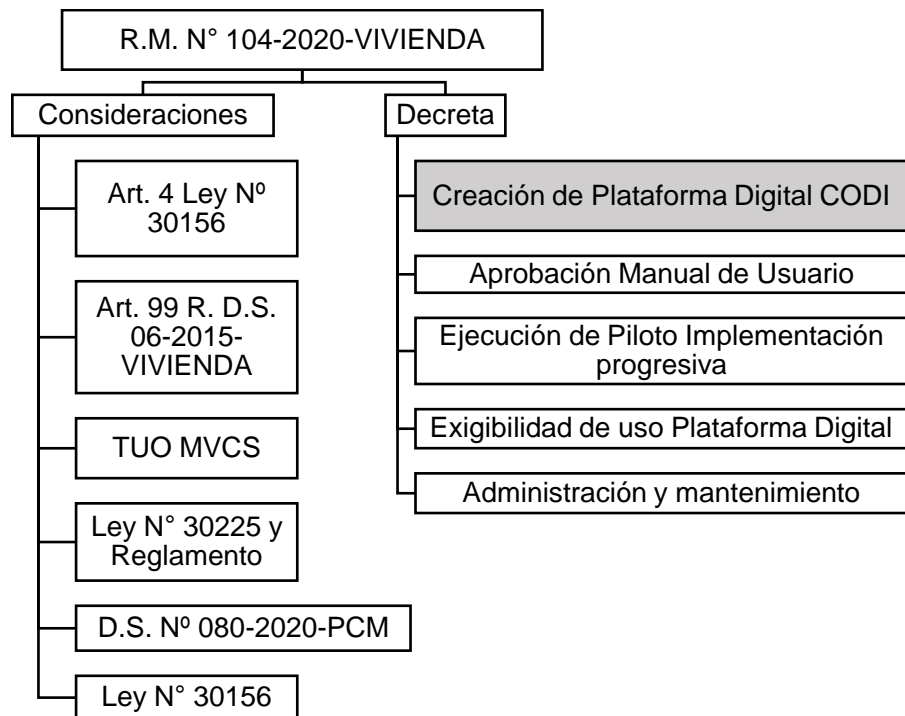 R.M. N° 104-2020-VIVIENDA
Consideraciones
Art. 4 Ley Nº
30156
Art. 99 R. D.S.
06-2015-
VIVIENDA
TUO MVCS
Ley N° 30225 y
Reglamento
D.S. Nº 080-2020-PCM
Ley N° 30156
Decreta
Creación de Plataforma Digital CODI
Aprobación Manual de Usuario
Ejecución de Piloto Implementación
progresiva
Exigibilidad de uso Plataforma Digital
Administración y mantenimiento